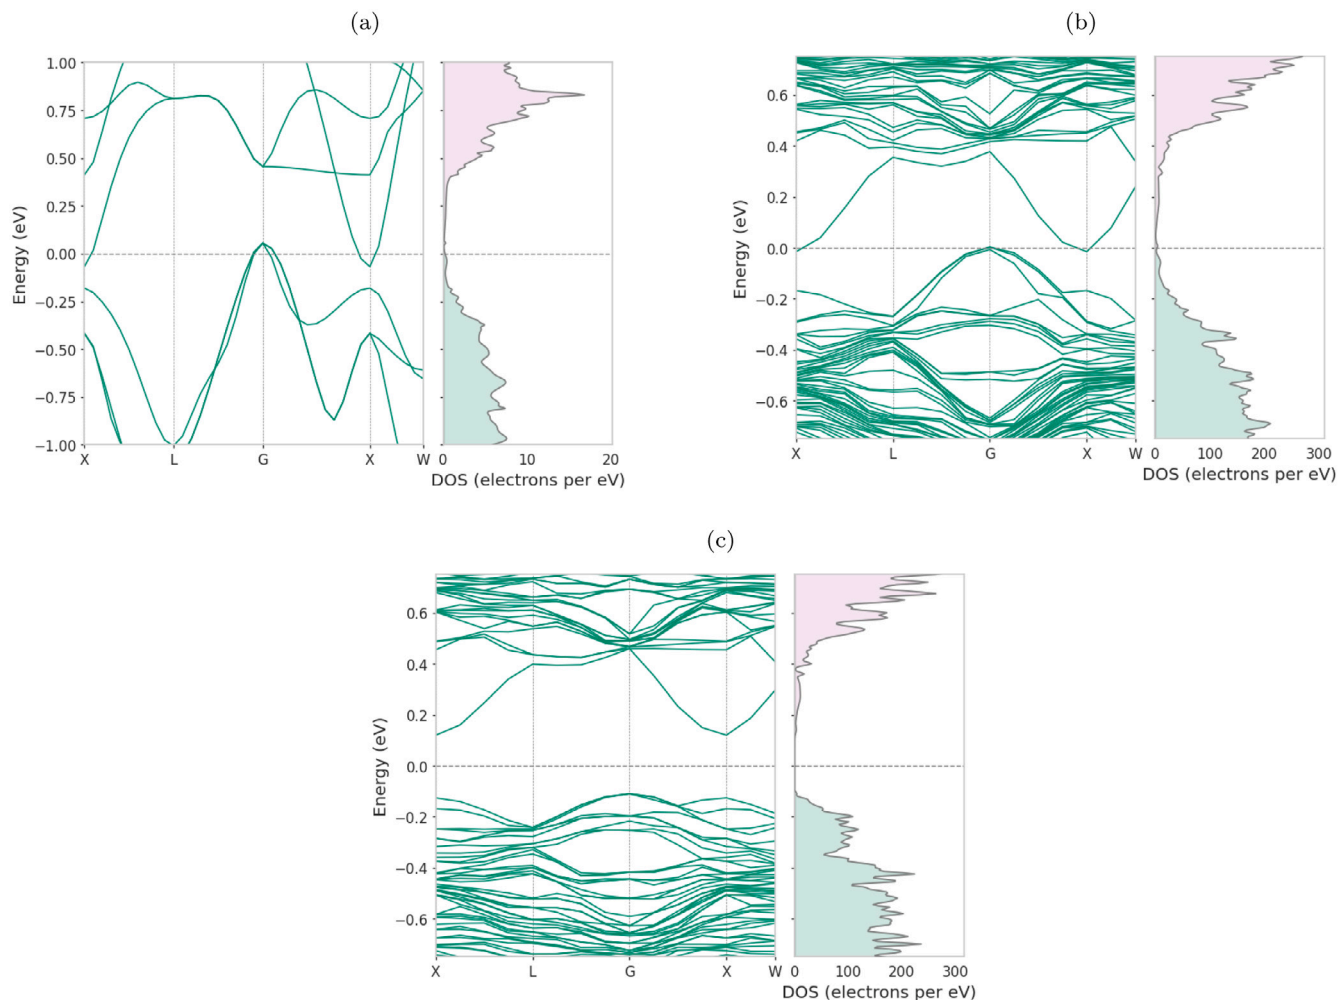 (a)
1.00
0.75
0.50
0.25
0.00
−0.25
−0.50
−0.75
−1.00
Energy (eV)
X L G X W
0 10 20
DOS (electrons per eV)
(b)
0.6
0.4
0.2
0.0
−0.2
−0.4
−0.6
Energy (eV)
X L G X W
0 100 200 300
DOS (electrons per eV)
(c)
0.6
0.4
0.2
0.0
−0.2
−0.4
−0.6
Energy (eV)
X L G X W
0 100 200 300
DOS (electrons per eV)